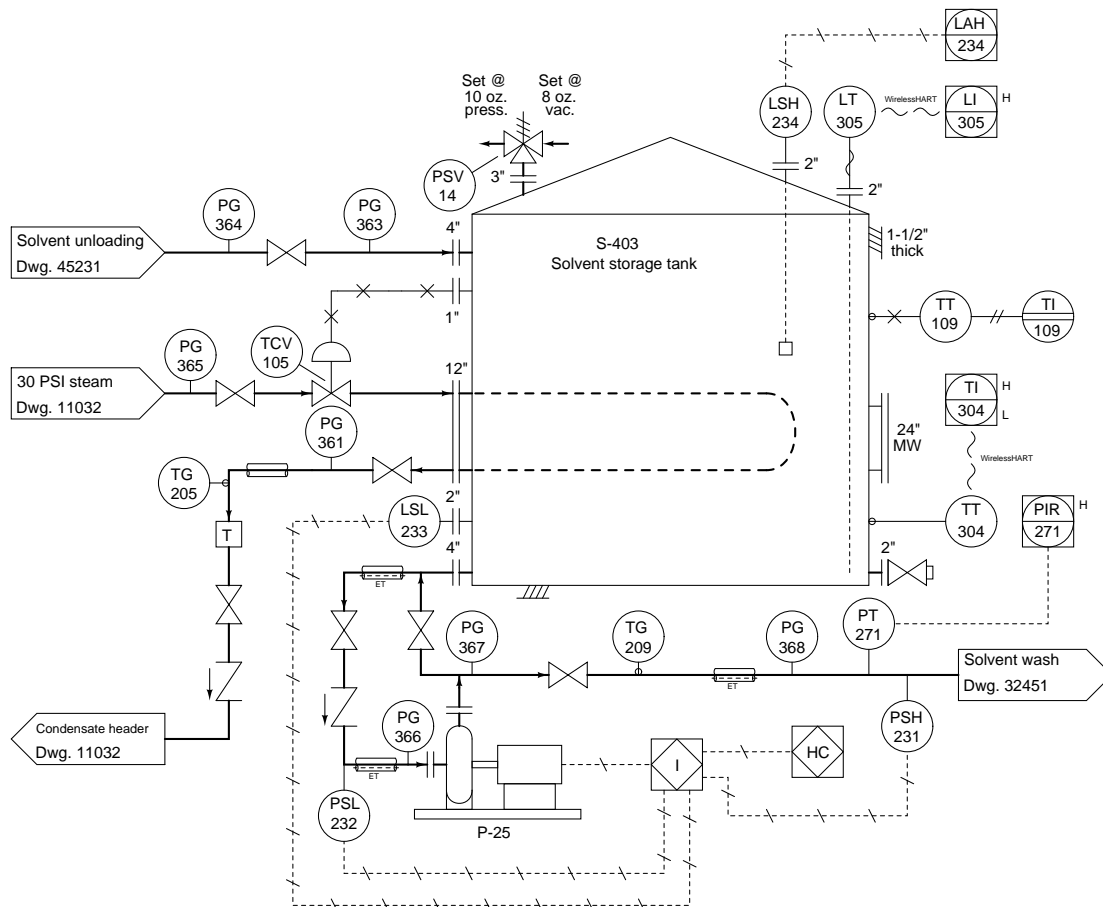 LAH
234
Set @
10 oz.
press.
Set @
8 oz.
vac.
LSH
234
LT
305
WirelessHART
LI
305
H
PSV
14
3"
2"
2"
PG
364
PG
363
4"
Solvent unloading
Dwg. 45231
S-403
Solvent storage tank
1-1/2"
thick
1"
TT
109
TI
109
PG
365
TCV
105
30 PSI steam
Dwg. 11032
12"
TI
304
H
L
PG
361
24"
MW
WirelessHART
TG
205
2"
LSL
233
TT
304
PIR
271
H
T
4"
2"
ET
PG
367
TG
209
PG
368
PT
271
ET
Solvent wash
Dwg. 32451
Condensate header
Dwg. 11032
PG
366
PSH
231
ET
I
HC
PSL
232
P-25